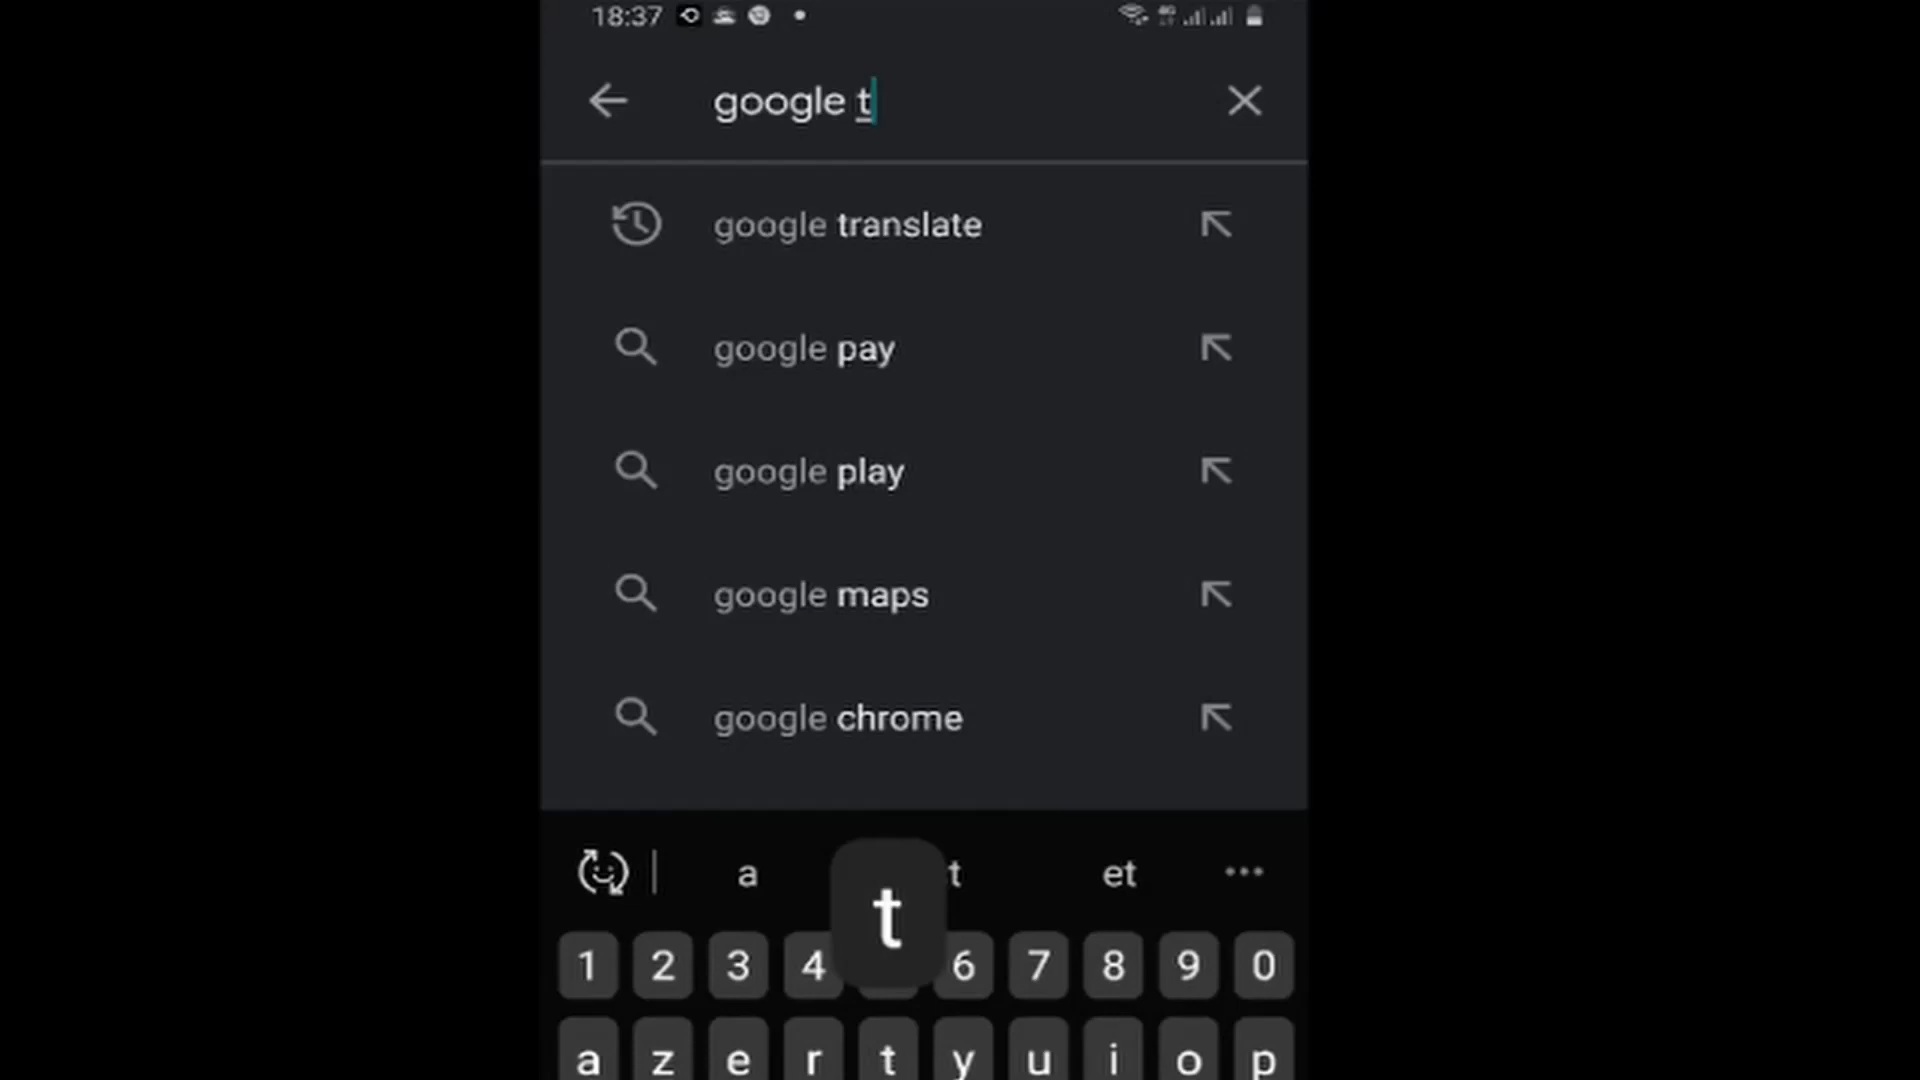 18:37
google t
google translate
google pay
google play
google maps
google chrome
a t et
t
1 2 3 4 6 7 8 9 0
a z e r t y u i o p